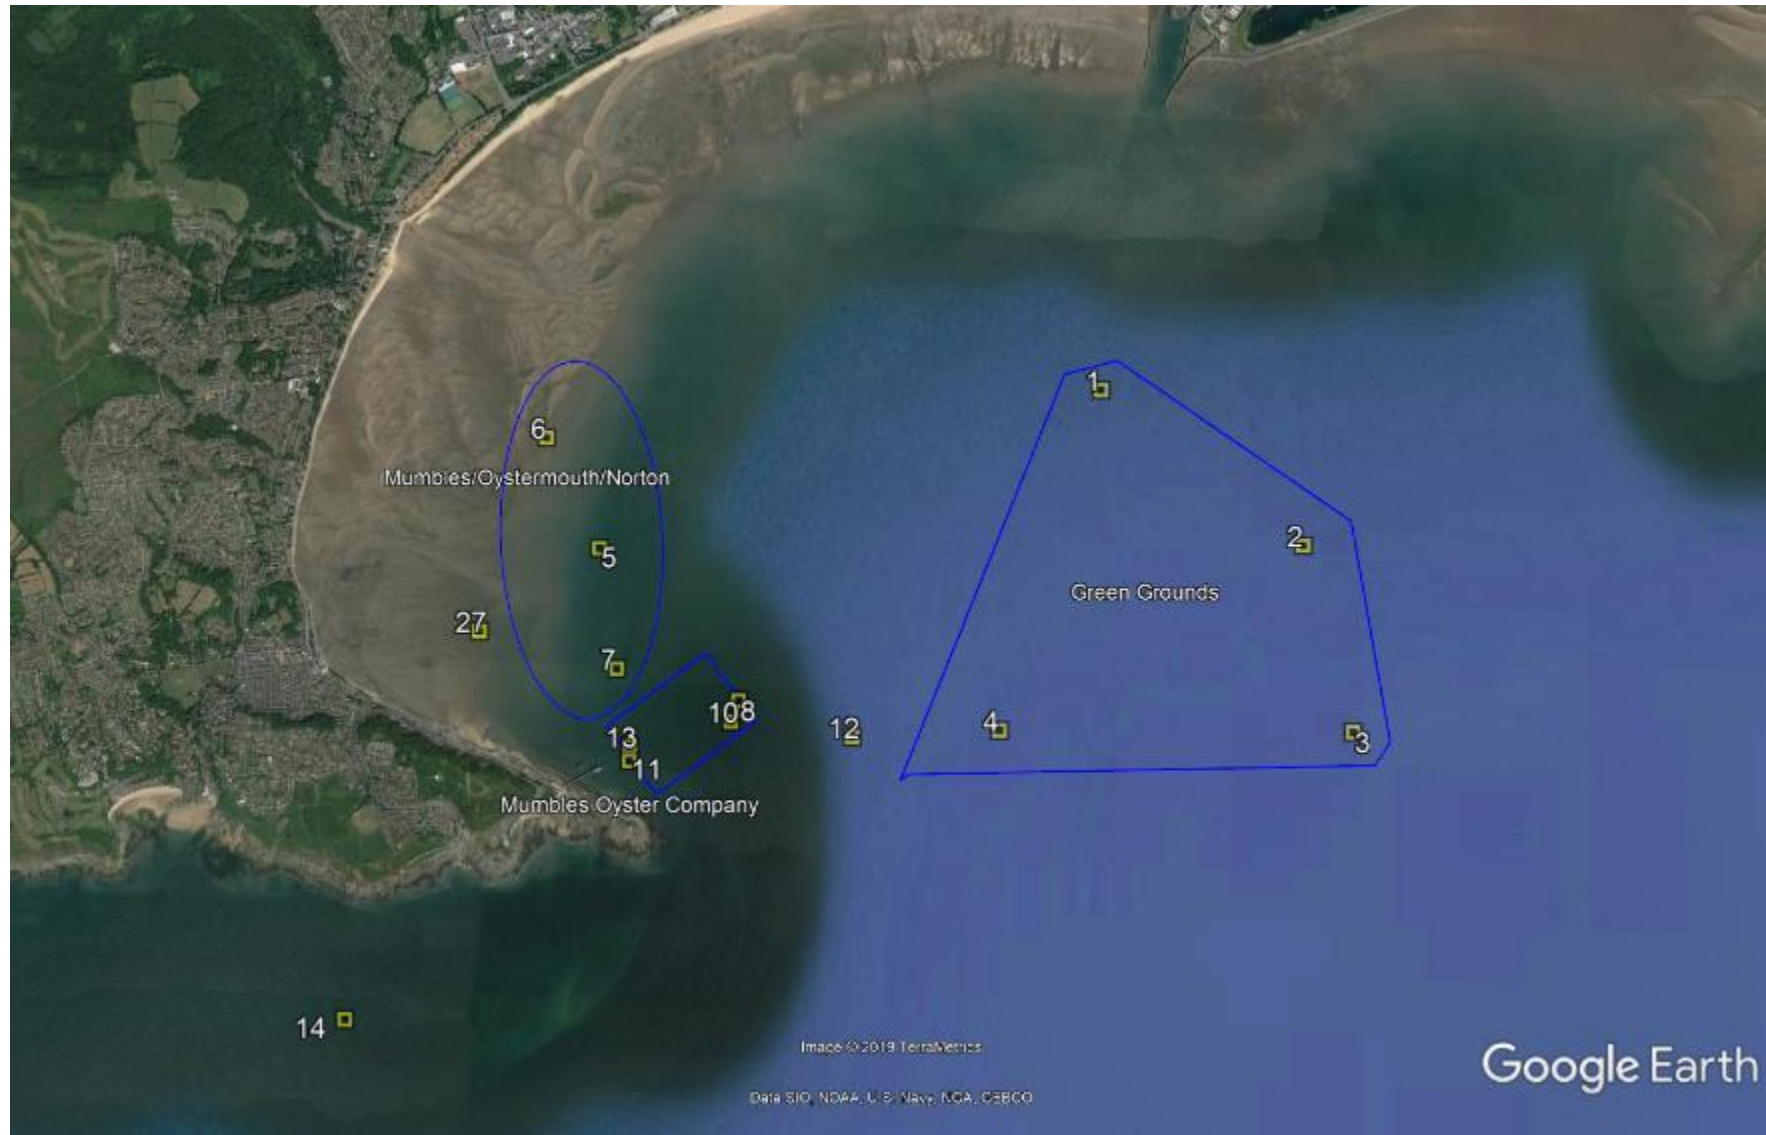 1
6
Mumbles/Oystermouth/Norton
2
5
Green Grounds
27
7
108
12
4
3
13
11
Mumbles Oyster Company
14
Image © 2019 TerraMetrics
Data SIO, NOAA, U.S. Navy, NGA, GEBCO
Google Earth